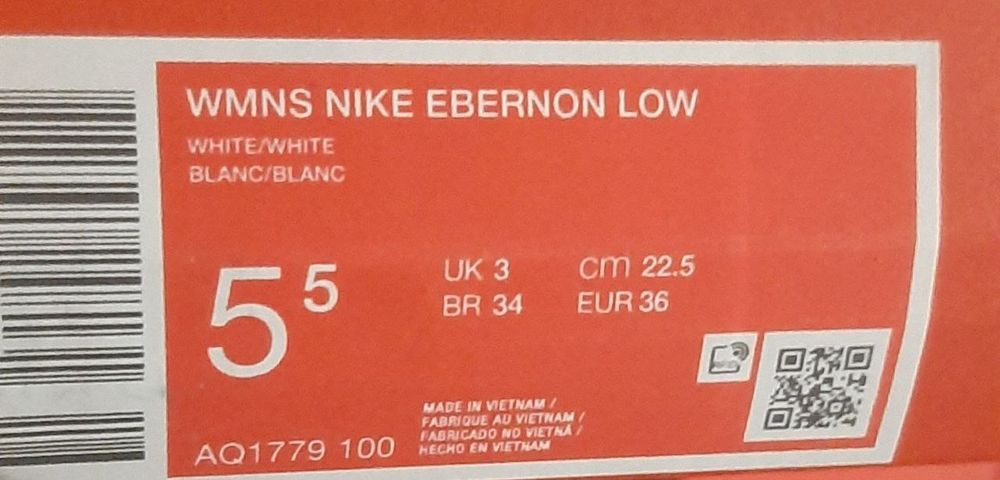 WMNS NIKE EBERNON LOW
WHITE/WHITE
BLANC/BLANC
5 5
UK 3 cm 22.5
BR 34 EUR 36
MADE IN VIETNAM /
FABRIQUE AU VIETNAM /
FABRICADO NO VIETNÃ /
HECHO EN VIETNAM
AQ1779 100